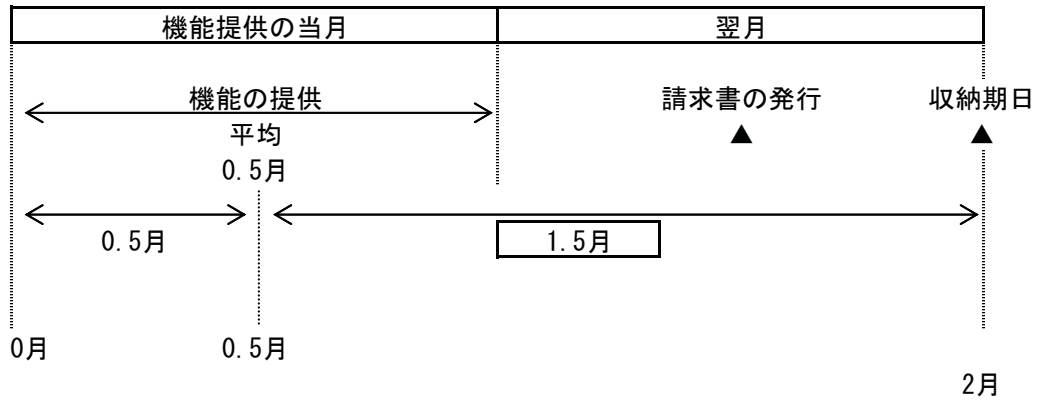 機能提供の当月 翌月
機能の提供 請求書の発行 収納期日
平均 ▲ ▲
0.5月
0.5月 1.5月
0月 0.5月
2月